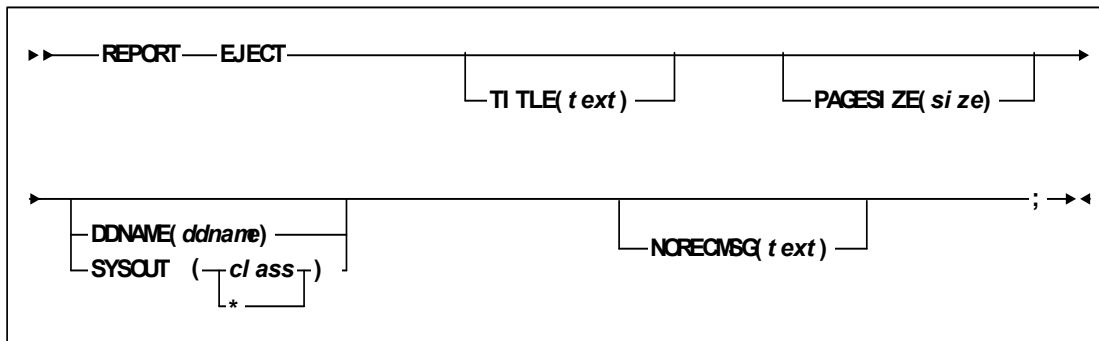 REPORT EJECT
TITLE(text) PAGESIZE(size)
DDNAME(ddname)
SYSOUT (class)
*
NORECMSG(text)
;